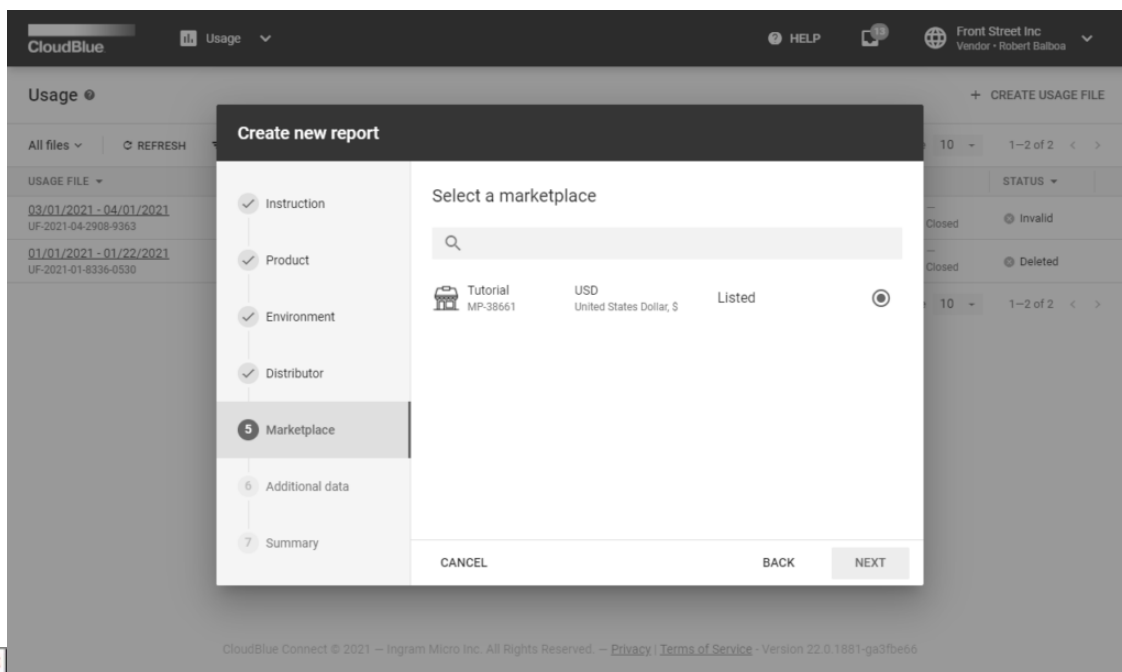 CloudBlue
Usage
HELP
13
Front Street Inc
Vendor • Robert Balboa
Usage
+ CREATE USAGE FILE
All files
REFRESH
10
1–2 of 2
USAGE FILE
STATUS
03/01/2021 - 04/01/2021
UF-2021-04-2908-9363
—
Closed
Invalid
01/01/2021 - 01/22/2021
UF-2021-01-8336-0530
—
Closed
Deleted
10
1–2 of 2
Create new report
Instruction
Product
Environment
Distributor
5 Marketplace
6 Additional data
7 Summary
Select a marketplace
Tutorial
MP-38661
USD
United States Dollar, $
Listed
CANCEL
BACK
NEXT
CloudBlue Connect © 2021 — Ingram Micro Inc. All Rights Reserved. — Privacy | Terms of Service - Version 22.0.1881-ga3fbe66